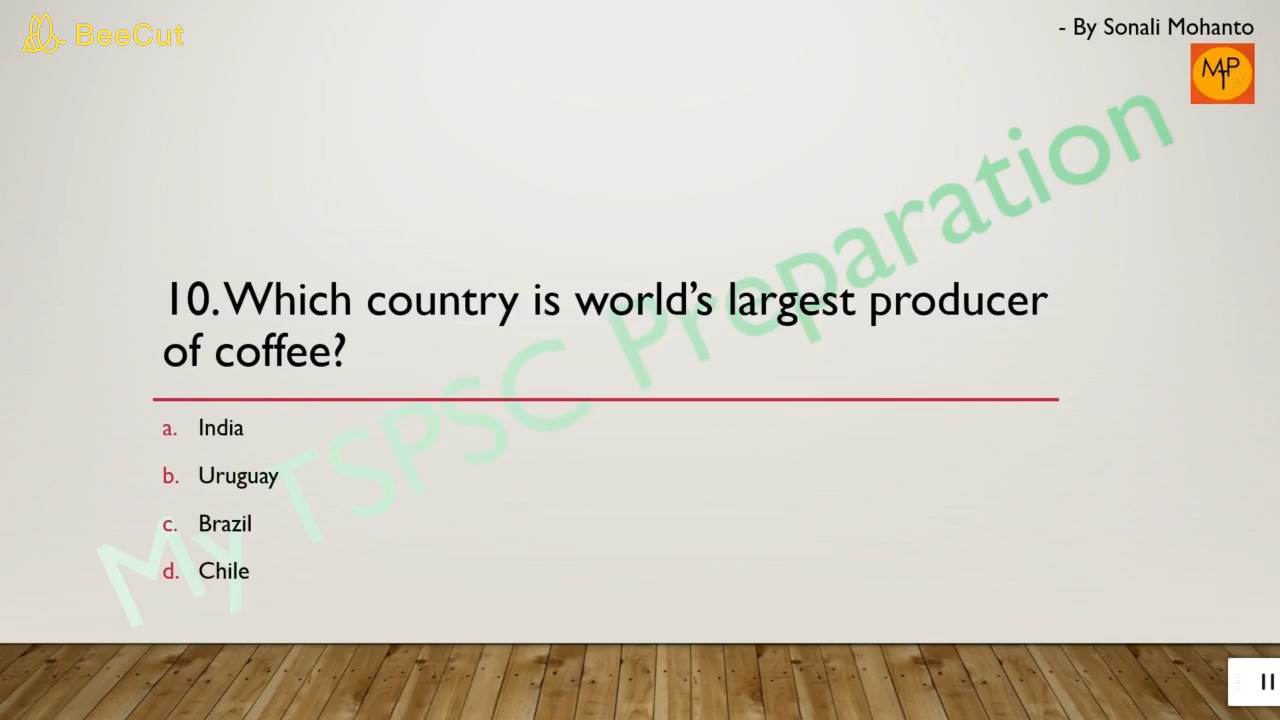 BeeCut
- By Sonali Mohanto
MTP
My TSPSC Preparation
10. Which country is world’s largest producer
of coffee?
a. India
b. Uruguay
c. Brazil
d. Chile